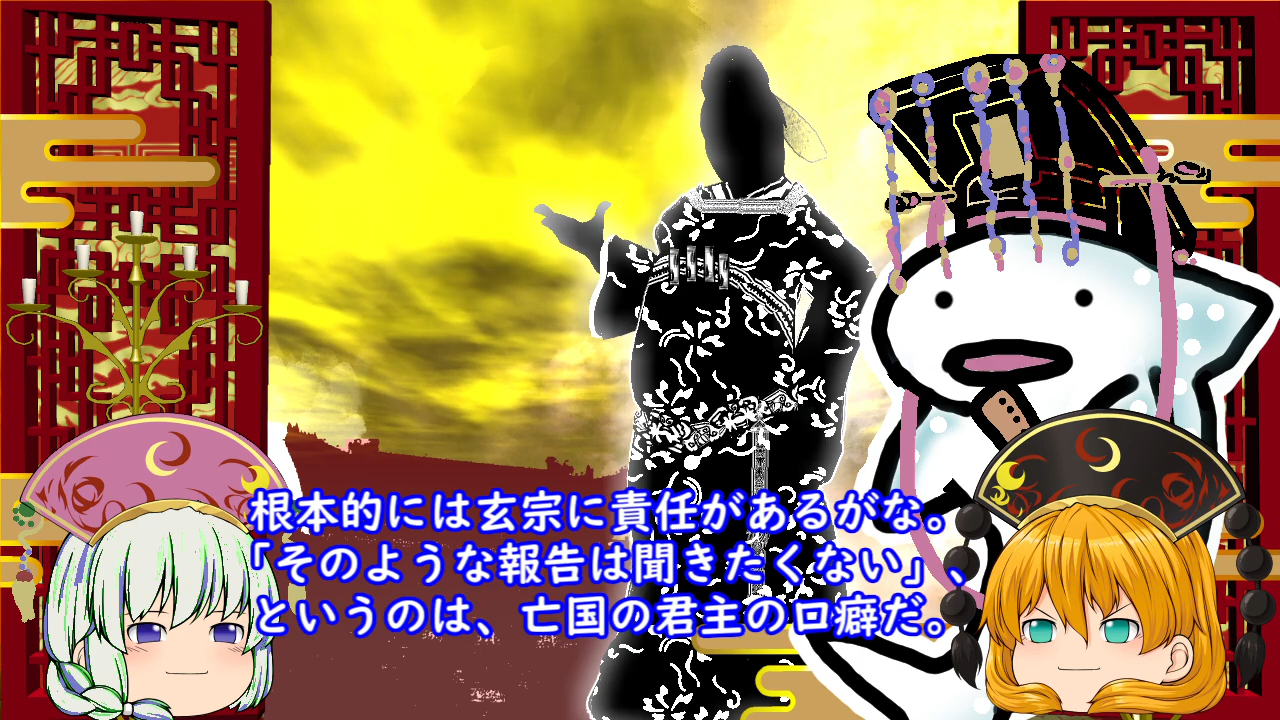 根本的には玄宗に責任があるがな。
「そのような報告は聞きたくない」、
というのは、亡国の君主の口癖だ。